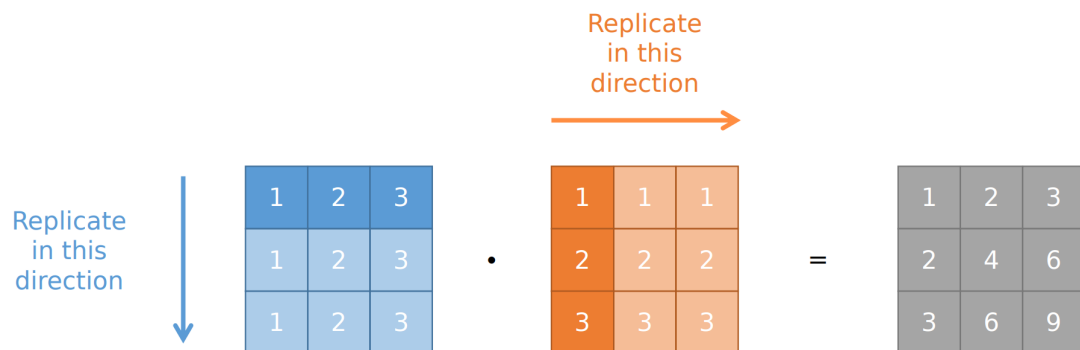 Replicate
in this
direction
Replicate
in this
direction
1 2 3
1 2 3
1 2 3
•
1 1 1
2 2 2
3 3 3
=
1 2 3
2 4 6
3 6 9